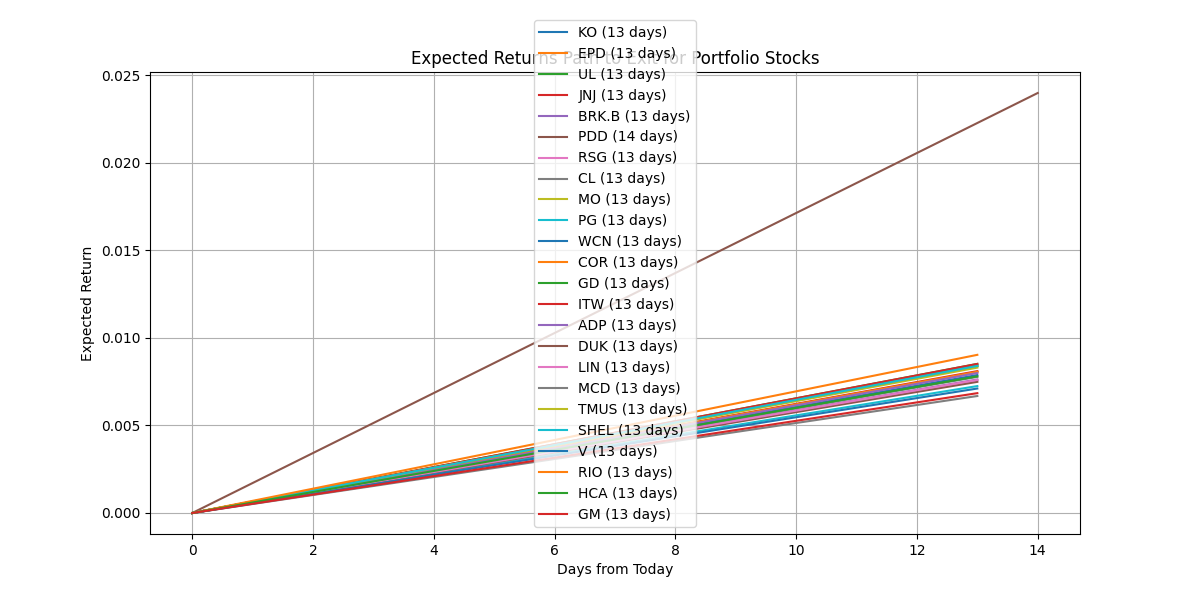 Expected Returns Path to Exit for Portfolio Stocks
KO (13 days)
EPD (13 days)
UL (13 days)
JNJ (13 days)
BRK.B (13 days)
PDD (14 days)
RSG (13 days)
CL (13 days)
MO (13 days)
PG (13 days)
WCN (13 days)
COR (13 days)
GD (13 days)
ITW (13 days)
ADP (13 days)
DUK (13 days)
LIN (13 days)
MCD (13 days)
TMUS (13 days)
SHEL (13 days)
V (13 days)
RIO (13 days)
HCA (13 days)
GM (13 days)
Expected Return
0.025
0.020
0.015
0.010
0.005
0.000
0 2 4 6 8 10 12 14
Days from Today